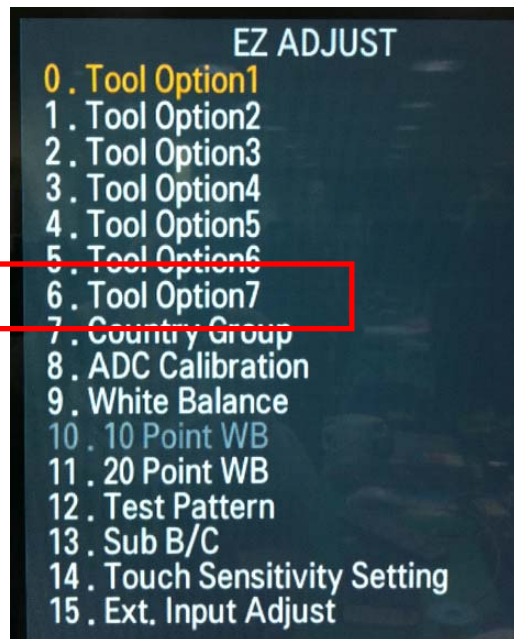 EZ ADJUST
0 . Tool Option1
1 . Tool Option2
2 . Tool Option3
3 . Tool Option4
4 . Tool Option5
5 . Tool Option6
6 . Tool Option7
7 . Country Group
8 . ADC Calibration
9 . White Balance
10 . 10 Point WB
11 . 20 Point WB
12 . Test Pattern
13 . Sub B/C
14 . Touch Sensitivity Setting
15 . Ext. Input Adjust